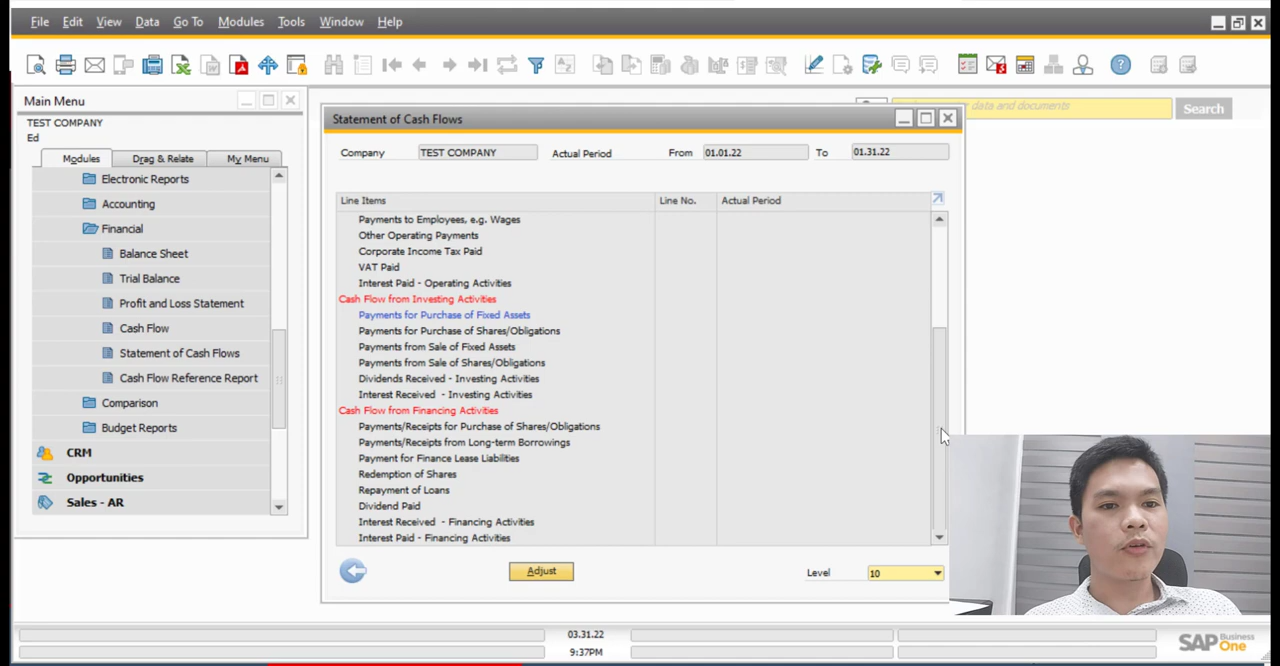 File Edit View Data Go To Modules Tools Window Help
Main Menu
TEST COMPANY
Ed
Modules Drag & Relate My Menu
Electronic Reports
Accounting
Financial
Balance Sheet
Trial Balance
Profit and Loss Statement
Cash Flow
Statement of Cash Flows
Cash Flow Reference Report
Comparison
Budget Reports
CRM
Opportunities
Sales - AR
data and documents Search
Statement of Cash Flows
Company TEST COMPANY Actual Period From 01.01.22 To 01.31.22
Line Items Line No. Actual Period
Payments to Employees, e.g. Wages
Other Operating Payments
Corporate Income Tax Paid
VAT Paid
Interest Paid - Operating Activities
Cash Flow from Investing Activities
Payments for Purchase of Fixed Assets
Payments for Purchase of Shares/Obligations
Payments from Sale of Fixed Assets
Payments from Sale of Shares/Obligations
Dividends Received - Investing Activities
Interest Received - Investing Activities
Cash Flow from Financing Activities
Payments/Receipts for Purchase of Shares/Obligations
Payments/Receipts from Long-term Borrowings
Payment for Finance Lease Liabilities
Redemption of Shares
Repayment of Loans
Dividend Paid
Interest Received - Financing Activities
Interest Paid - Financing Activities
Adjust Level 10
03.31.22
9:37PM
SAP Business One